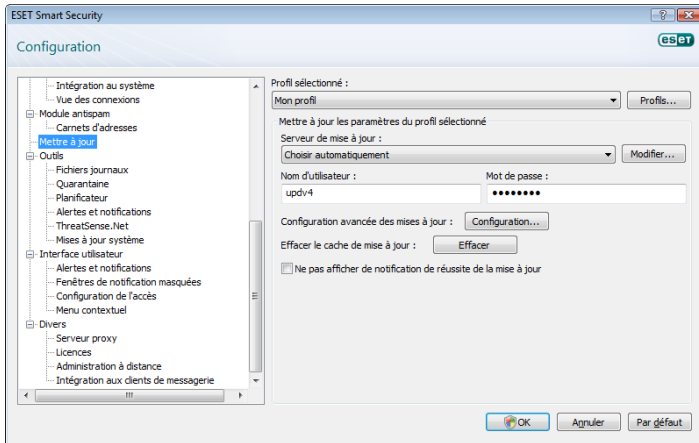 ESET Smart Security
Configuration
eseт
Intégration au système
Vue des connexions
Module antispam
Carnets d'adresses
Mettre à jour
Outils
Fichiers journaux
Quarantaine
Planificateur
Alertes et notifications
ThreatSense.Net
Mises à jour système
Interface utilisateur
Alertes et notifications
Fenêtres de notification masquées
Configuration de l'accès
Menu contextuel
Divers
Serveur proxy
Licences
Administration à distance
Intégration aux clients de messagerie
Profil sélectionné :
Mon profil
Profils...
Mettre à jour les paramètres du profil sélectionné
Serveur de mise à jour :
Choisir automatiquement
Modifier...
Nom d'utilisateur :
Mot de passe :
updv4
••••••••
Configuration avancée des mises à jour :
Configuration...
Effacer le cache de mise à jour :
Effacer
Ne pas afficher de notification de réussite de la mise à jour
OK
Annuler
Par défaut